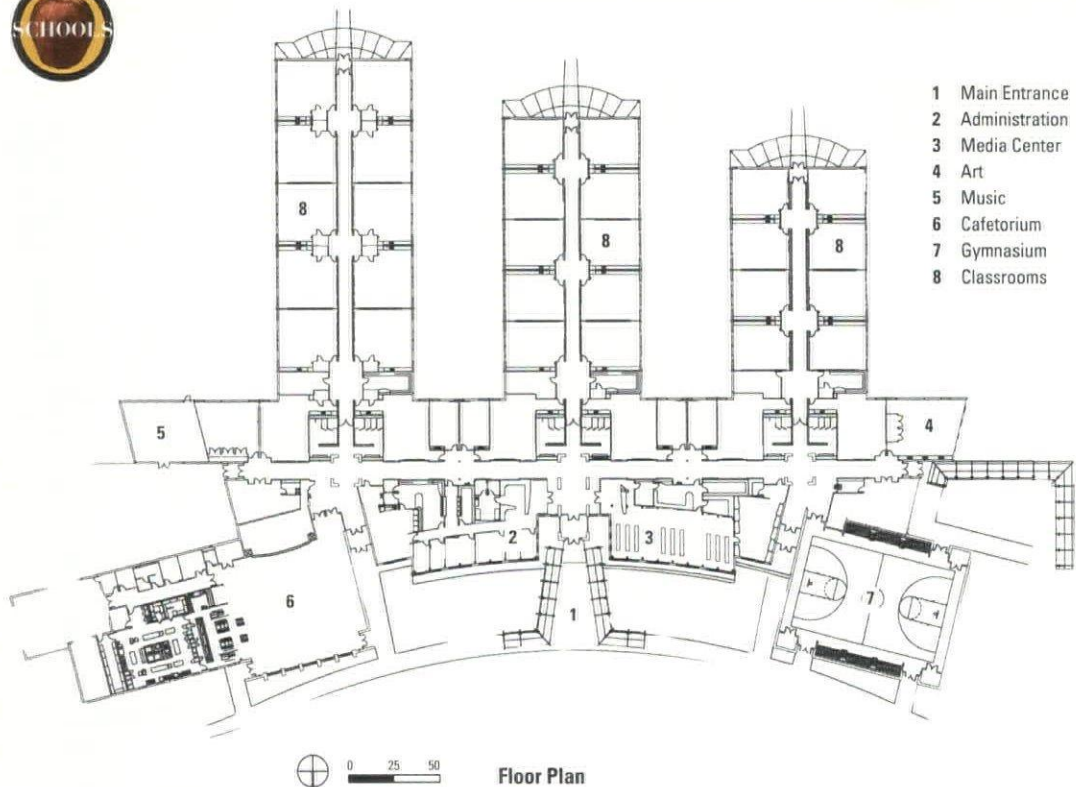 SCHOOLS
1 Main Entrance
2 Administration
3 Media Center
4 Art
5 Music
6 Cafetorium
7 Gymnasium
8 Classrooms
8
8
8
5
4
2
3
6
1
7
0 25 50
Floor Plan